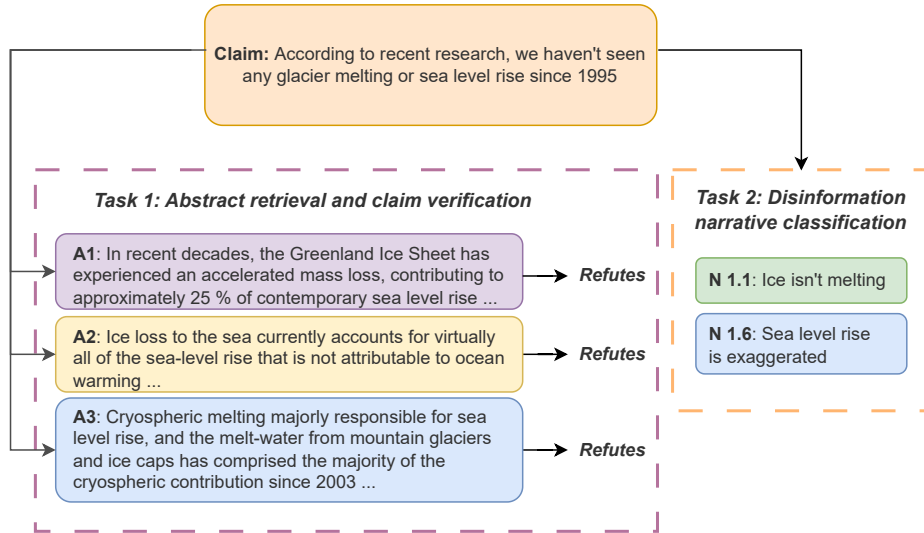 Claim: According to recent research, we haven't seen
any glacier melting or sea level rise since 1995
Task 1: Abstract retrieval and claim verification
A1: In recent decades, the Greenland Ice Sheet has
experienced an accelerated mass loss, contributing to
approximately 25 % of contemporary sea level rise ...
Refutes
A2: Ice loss to the sea currently accounts for virtually
all of the sea-level rise that is not attributable to ocean
warming ...
Refutes
A3: Cryospheric melting majorly responsible for sea
level rise, and the melt-water from mountain glaciers
and ice caps has comprised the majority of the
cryospheric contribution since 2003 ...
Refutes
Task 2: Disinformation
narrative classification
N 1.1: Ice isn't melting
N 1.6: Sea level rise
is exaggerated